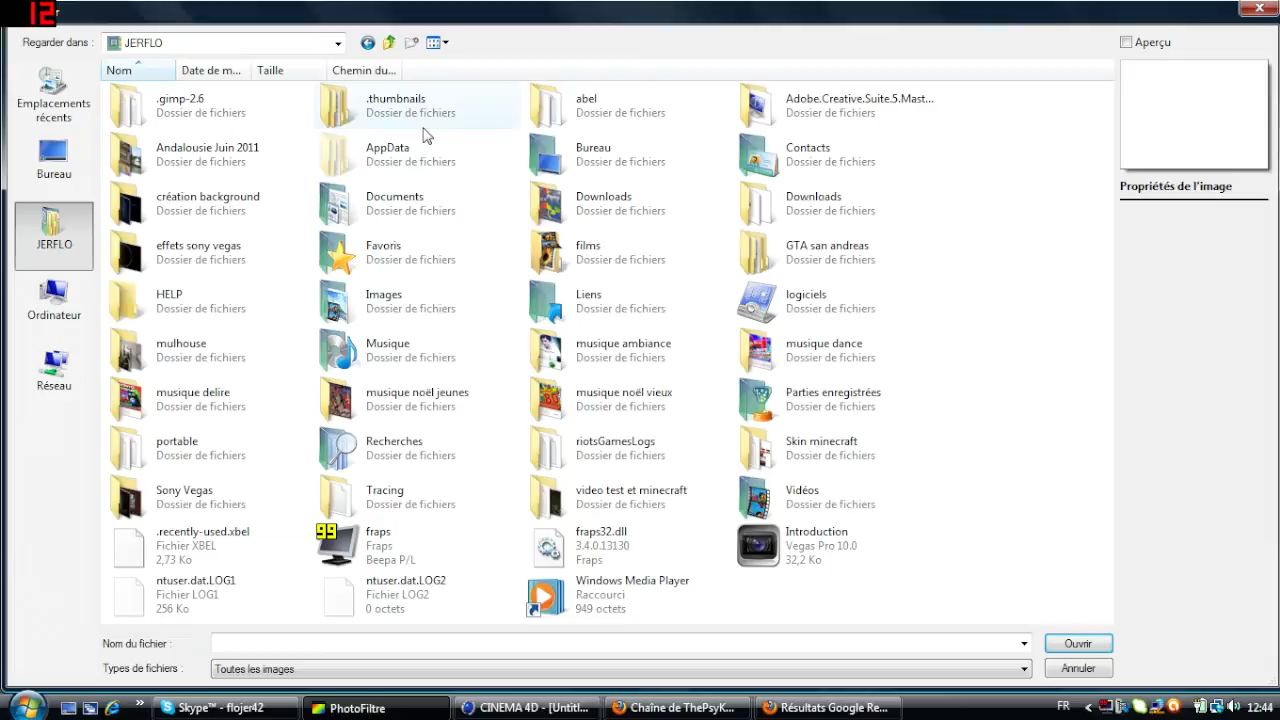 12
Regarder dans :
JERFLO
Aperçu
Nom
Date de m...
Taille
Chemin du...
Emplacements
récents
Bureau
JERFLO
Ordinateur
Réseau
.gimp-2.6
Dossier de fichiers
.thumbnails
Dossier de fichiers
abel
Dossier de fichiers
Adobe.Creative.Suite.5.Mast...
Dossier de fichiers
Andalousie Juin 2011
Dossier de fichiers
AppData
Dossier de fichiers
Bureau
Dossier de fichiers
Contacts
Dossier de fichiers
création background
Dossier de fichiers
Documents
Dossier de fichiers
Downloads
Dossier de fichiers
Downloads
Dossier de fichiers
effets sony vegas
Dossier de fichiers
Favoris
Dossier de fichiers
films
Dossier de fichiers
GTA san andreas
Dossier de fichiers
HELP
Dossier de fichiers
Images
Dossier de fichiers
Liens
Dossier de fichiers
logiciels
Dossier de fichiers
mulhouse
Dossier de fichiers
Musique
Dossier de fichiers
musique ambiance
Dossier de fichiers
musique dance
Dossier de fichiers
musique delire
Dossier de fichiers
musique noël jeunes
Dossier de fichiers
musique noël vieux
Dossier de fichiers
Parties enregistrées
Dossier de fichiers
portable
Dossier de fichiers
Recherches
Dossier de fichiers
riotsGamesLogs
Dossier de fichiers
Skin minecraft
Dossier de fichiers
Sony Vegas
Dossier de fichiers
Tracing
Dossier de fichiers
video test et minecraft
Dossier de fichiers
Vidéos
Dossier de fichiers
.recently-used.xbel
Fichier XBEL
2,73 Ko
99
fraps
Fraps
Beepa P/L
fraps32.dll
3.4.0.13130
Fraps
Introduction
Vegas Pro 10.0
32,2 Ko
ntuser.dat.LOG1
Fichier LOG1
256 Ko
ntuser.dat.LOG2
Fichier LOG2
0 octets
Windows Media Player
Raccourci
949 octets
Propriétés de l'image
Nom du fichier :
Ouvrir
Types de fichiers :
Toutes les images
Annuler
Skype™ - flojer42
PhotoFiltre
CINEMA 4D - [Untitl...
Chaîne de ThePsyK...
Résultats Google Re...
FR
12:44